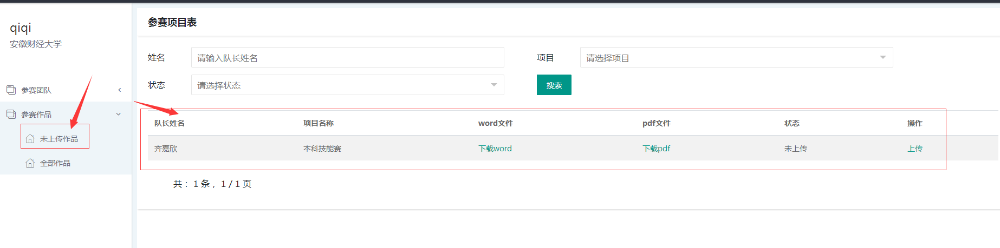 qiqi
安徽财经大学
参赛团队
参赛作品
未上传作品
全部作品
参赛项目表
姓名 请输入队长姓名 项目 请选择项目
状态 请选择状态 搜索
队长姓名 项目名称 word文件 pdf文件 状态 操作
齐嘉欣 本科技能赛 下载word 下载pdf 未上传 上传
共：1 条，1 / 1 页